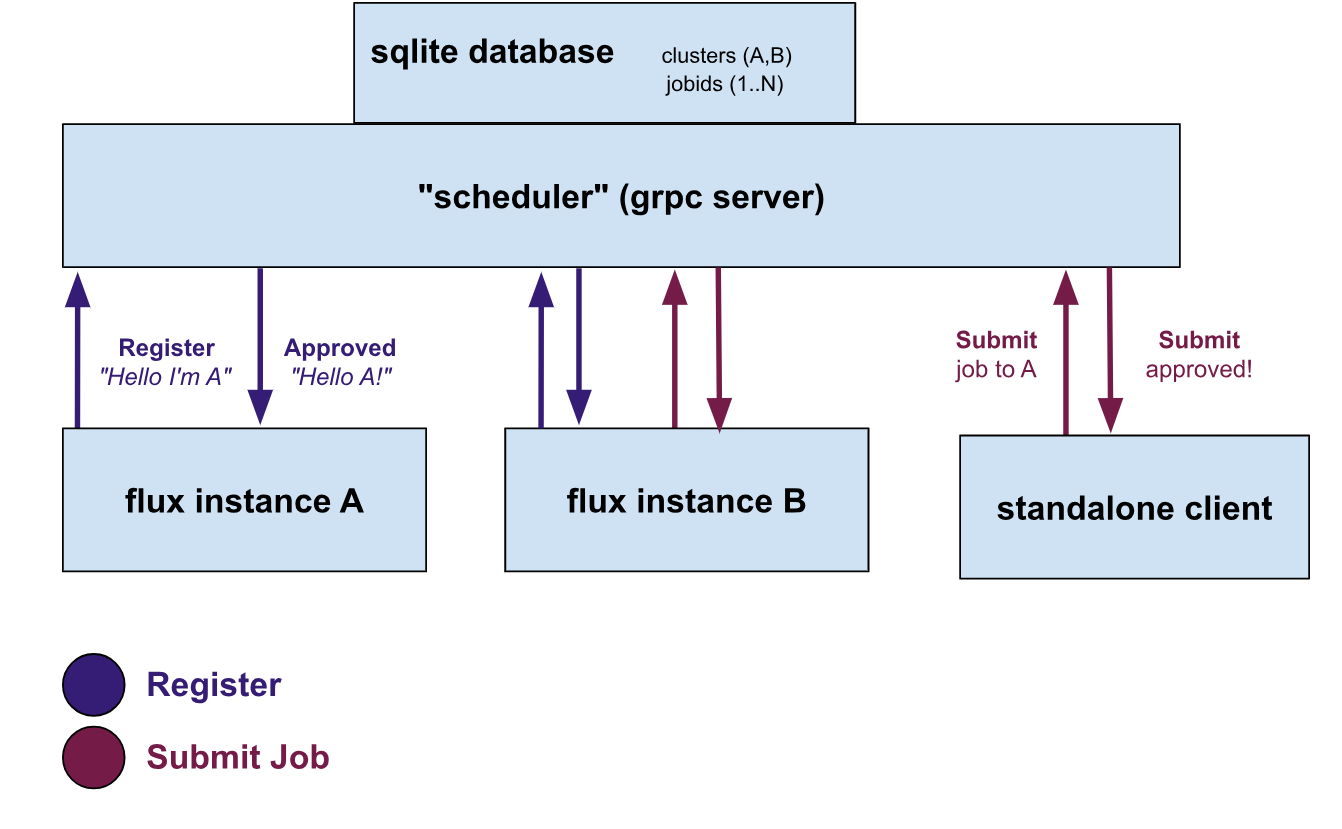 sqlite database
clusters (A,B)
jobids (1..N)
"scheduler" (grpc server)
Register
"Hello I'm A"
Approved
"Hello A!"
Submit
job to A
Submit
approved!
flux instance A
flux instance B
standalone client
Register
Submit Job